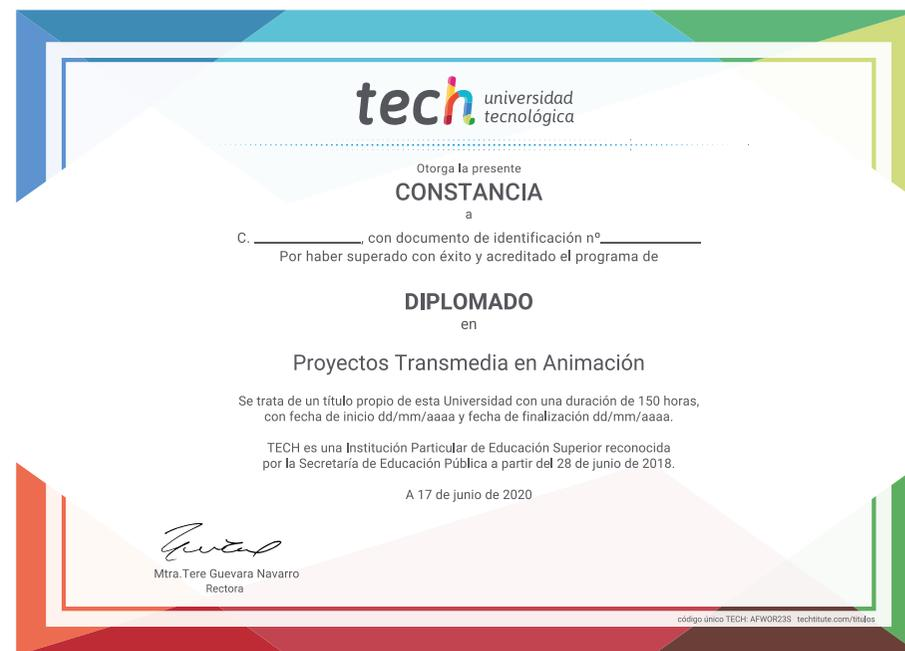 tech universidad
tecnológica
Otorga la presente
CONSTANCIA
a
C. ____________, con documento de identificación nº____________
Por haber superado con éxito y acreditado el programa de
DIPLOMADO
en
Proyectos Transmedia en Animación
Se trata de un título propio de esta Universidad con una duración de 150 horas,
con fecha de inicio dd/mm/aaaa y fecha de finalización dd/mm/aaaa.
TECH es una Institución Particular de Educación Superior reconocida
por la Secretaría de Educación Pública a partir del 28 de junio de 2018.
A 17 de junio de 2020
Mtra.Tere Guevara Navarro
Rectora
código único TECH: AFWOR23S techtitute.com/titulos